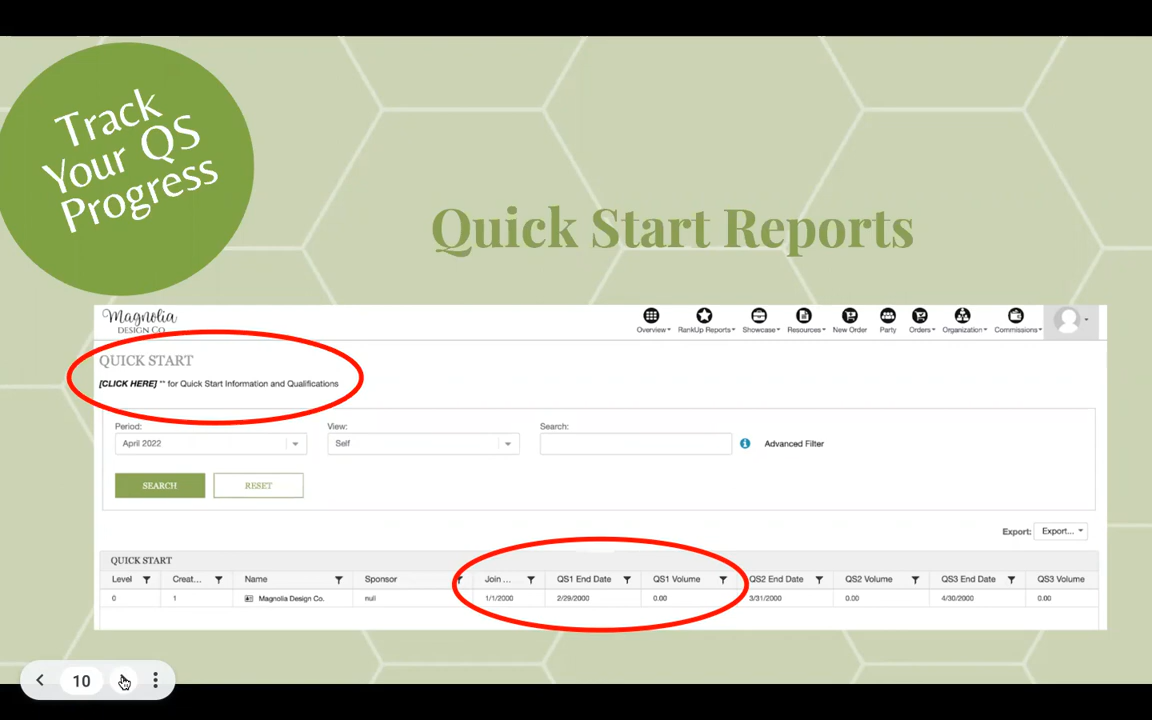 Track
Your QS
Progress
Quick Start Reports
Magnolia
DESIGN CO.
Overview
RankUp Reports
Showcase
Resources
New Order
Party
Orders
Organization
Commissions
QUICK START
[CLICK HERE] ** for Quick Start Information and Qualifications
Period:
View:
Search:
April 2022
Self
Advanced Filter
SEARCH
RESET
Export:
Export...
QUICK START
Level Creat... Name Sponsor Join ... QS1 End Date QS1 Volume QS2 End Date QS2 Volume QS3 End Date QS3 Volume
0 1 Magnolia Design Co. null 1/1/2000 2/29/2000 0.00 3/31/2000 0.00 4/30/2000 0.00
10